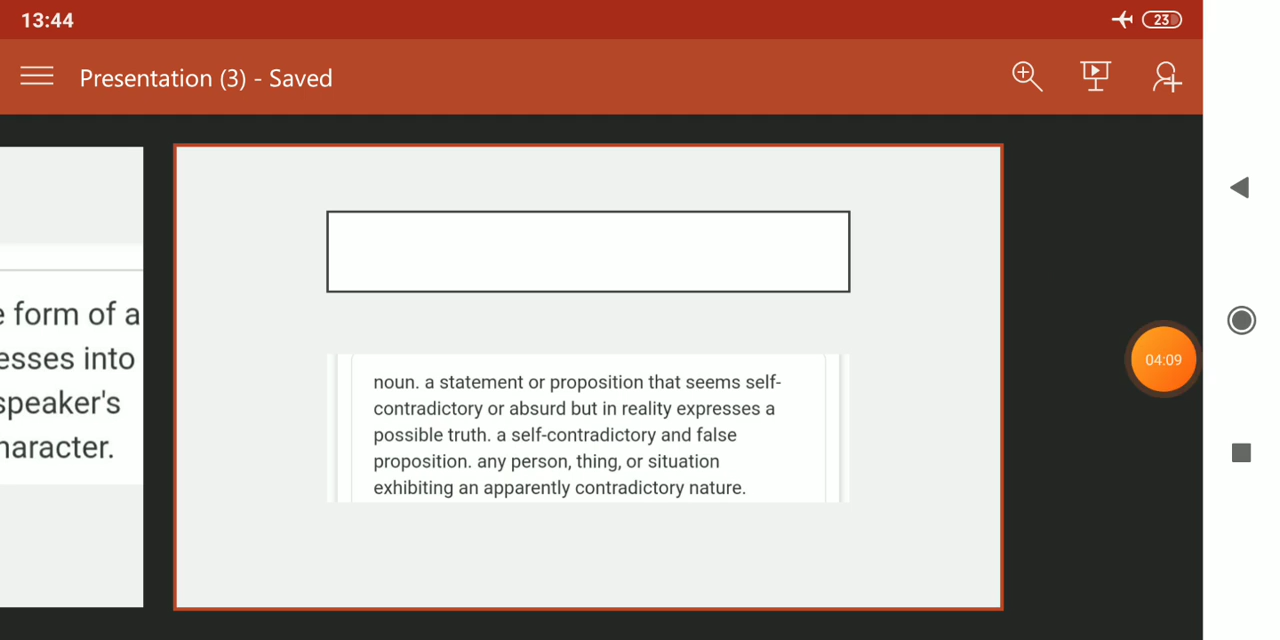 13:44
23
Presentation (3) - Saved
form of a
esses into
speaker's
haracter.
noun. a statement or proposition that seems self-
contradictory or absurd but in reality expresses a
possible truth. a self-contradictory and false
proposition. any person, thing, or situation
exhibiting an apparently contradictory nature.
04:09